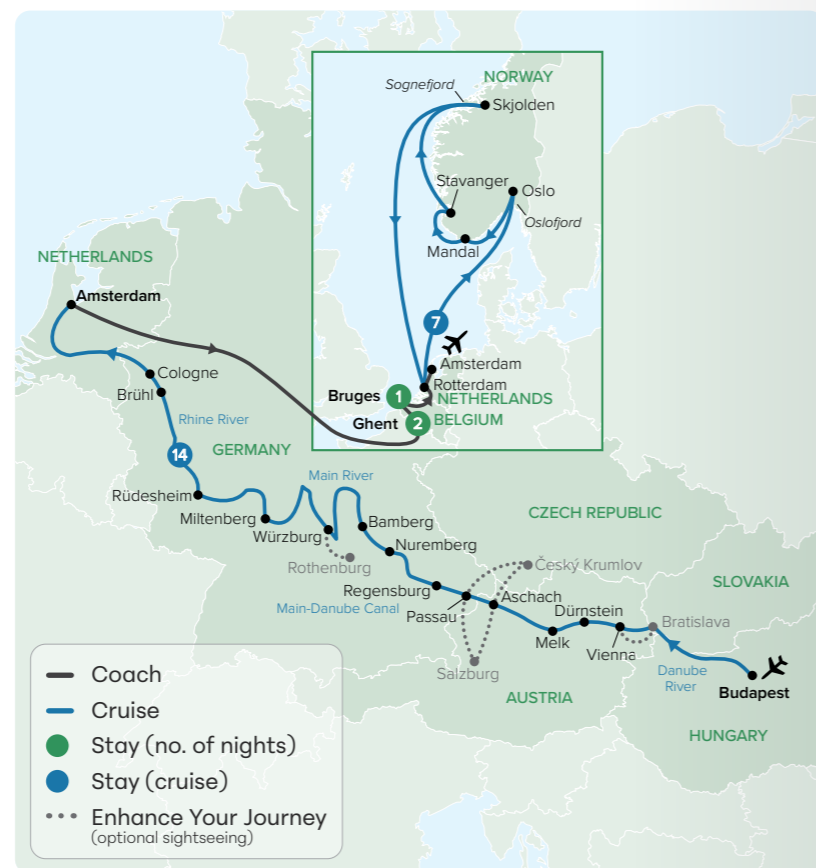 NORWAY
Sognefjord
Skjolden
Stavanger
Oslo
Oslofjord
Mandal
7
Amsterdam
Rotterdam
Bruges
1
NETHERLANDS
Ghent
2
BELGIUM
NETHERLANDS
Amsterdam
Cologne
Brühl
Rhine River
GERMANY
14
Main River
Rüdesheim
Miltenberg
Würzburg
Bamberg
Nuremberg
Rothenburg
CZECH REPUBLIC
Český Krumlov
Regensburg
Main-Danube Canal
Passau
Aschach
SLOVAKIA
Dürnstein
Bratislava
Melk
Vienna
Salzburg
Danube
River
Budapest
AUSTRIA
HUNGARY
Coach
Cruise
Stay (no. of nights)
Stay (cruise)
Enhance Your Journey
(optional sightseeing)